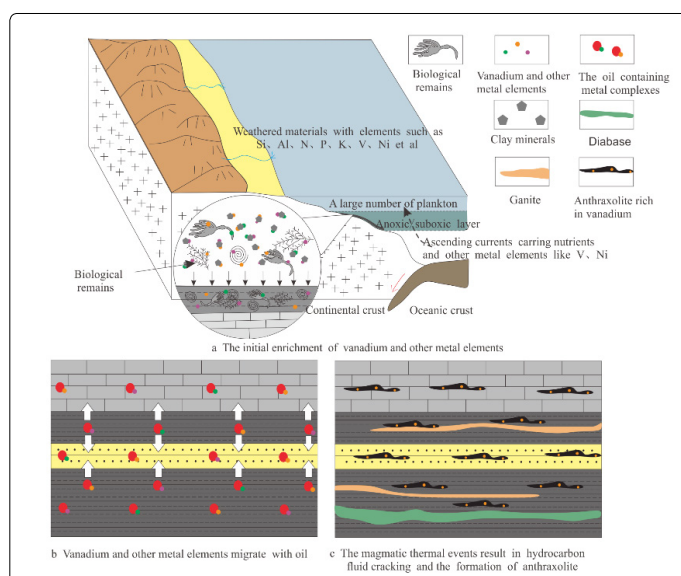 Biological
remains
Vanadium and other
metal elements
The oil containing
metal complexes
Clay minerals
Diabase
Ganite
Anthraxolite rich
in vanadium
Weathered materials with elements such as
Si、Al、N、P、K、V、Ni et al
A large number of plankton
Anoxic suboxic layer
Ascending currents carring nutrients
and other metal elements like V、Ni
Biological
remains
Continental crust
Oceanic crust
a The initial enrichment of vanadium and other metal elements
b Vanadium and other metal elements migrate with oil
c The magmatic thermal events result in hydrocarbon
fluid cracking and the formation of anthraxolite